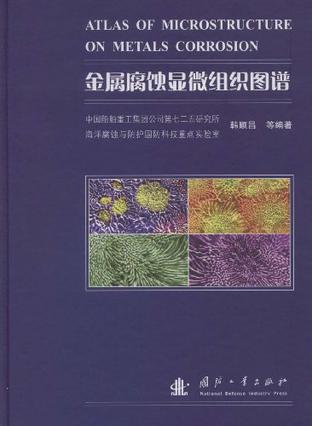 ATLAS OF MICROSTRUCTURE
ON METALS CORROSION
金属腐蚀显微组织图谱
中国船舶重工集团公司第七二五研究所
海洋腐蚀与防护国防科技重点实验室
韩顺昌 等编著
国防工业出版社
National Defense Industry Press